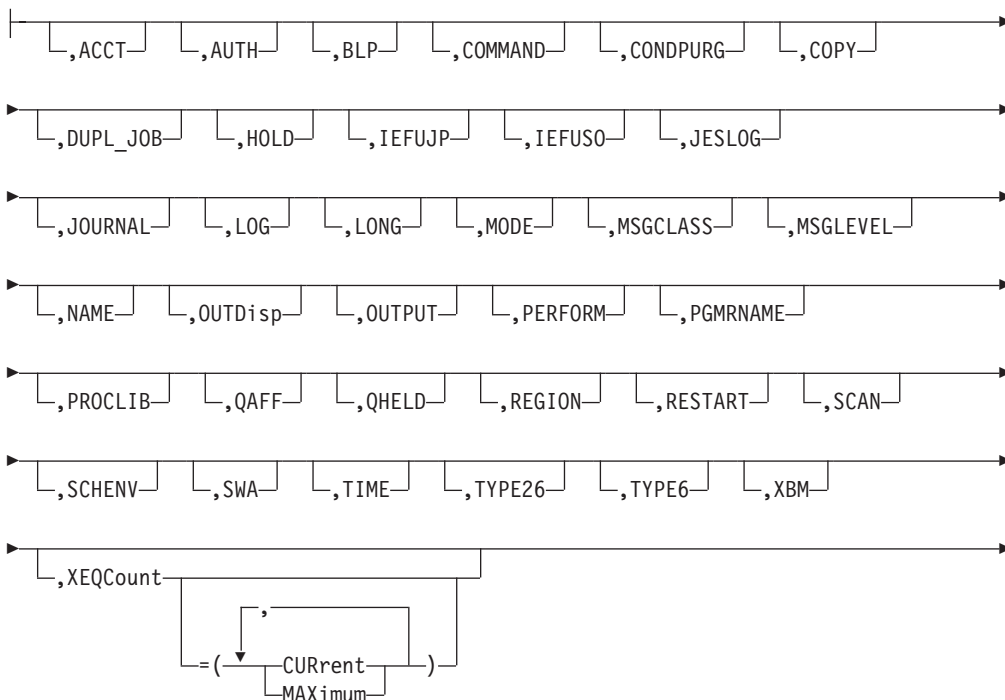 ,ACCT ,AUTH ,BLP ,COMMAND ,CONDPURG ,COPY
,DUPL_JOB ,HOLD ,IEFUJP ,IEFUSO ,JESLOG
,JOURNAL ,LOG ,LONG ,MODE ,MSGCLASS ,MSGLEVEL
,NAME ,OUTDisp ,OUTPUT ,PERFORM ,PGMRNAME
,PROCLIB ,QAFF ,QHELD ,REGION ,RESTART ,SCAN
,SCHENV ,SWA ,TIME ,TYPE26 ,TYPE6 ,XBM
,XEQCount
,
=( CURrent )
MAXimum